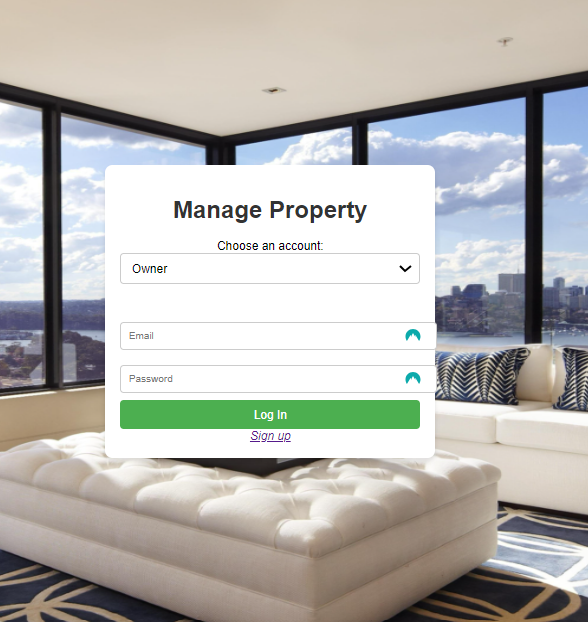 Manage Property
Choose an account:
Owner
Email
Password
Log In
Sign up